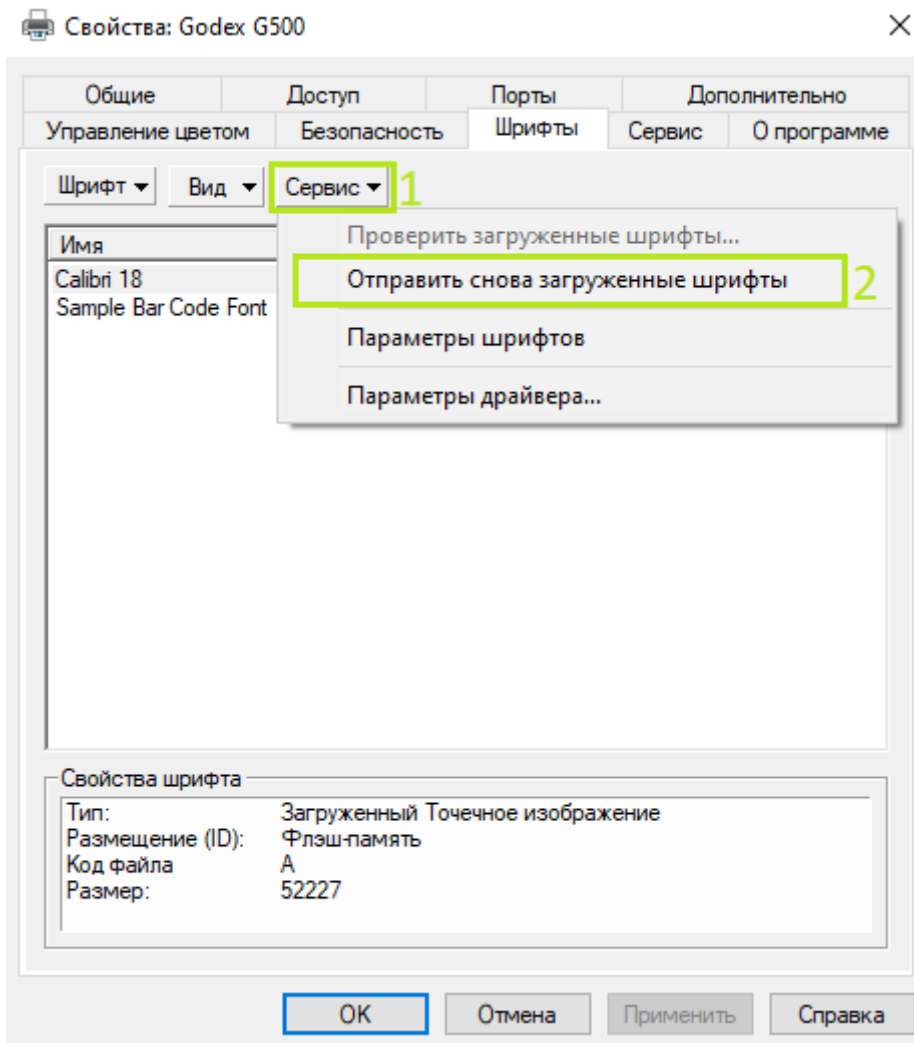 Свойства: Godex G500
Общие Доступ Порты Дополнительно
Управление цветом Безопасность Шрифты Сервис О программе
Шрифт Вид Сервис 1
Имя
Проверить загруженные шрифты...
Calibri 18
Отправить снова загруженные шрифты 2
Sample Bar Code Font
Параметры шрифтов
Параметры драйвера...
Свойства шрифта
Тип: Загруженный Точечное изображение
Размещение (ID): Флэш-память
Код файла A
Размер: 52227
OK Отмена Применить Справка